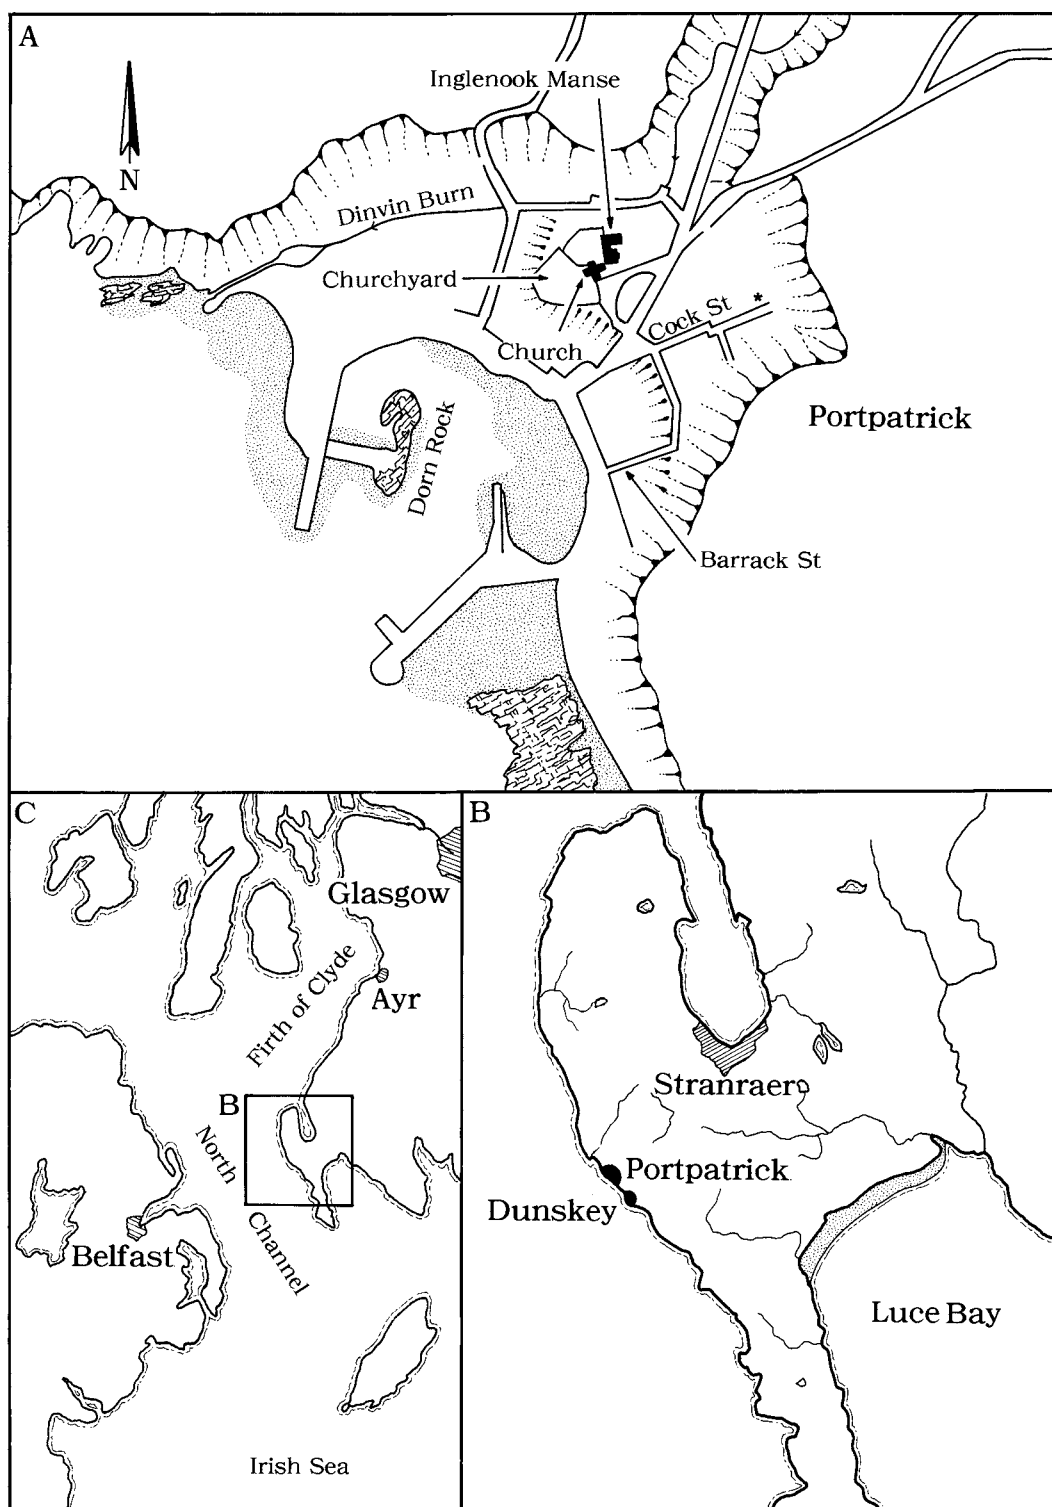 A
Inglenook Manse
N
Dinvin Burn
Churchyard
Cock St
*
Church
Portpatrick
Dorn Rock
Barrack St
C
Glasgow
Firth of Clyde
Ayr
B
North
Channel
Belfast
Irish Sea
B
Stranraer
Portpatrick
Dunskey
Luce Bay